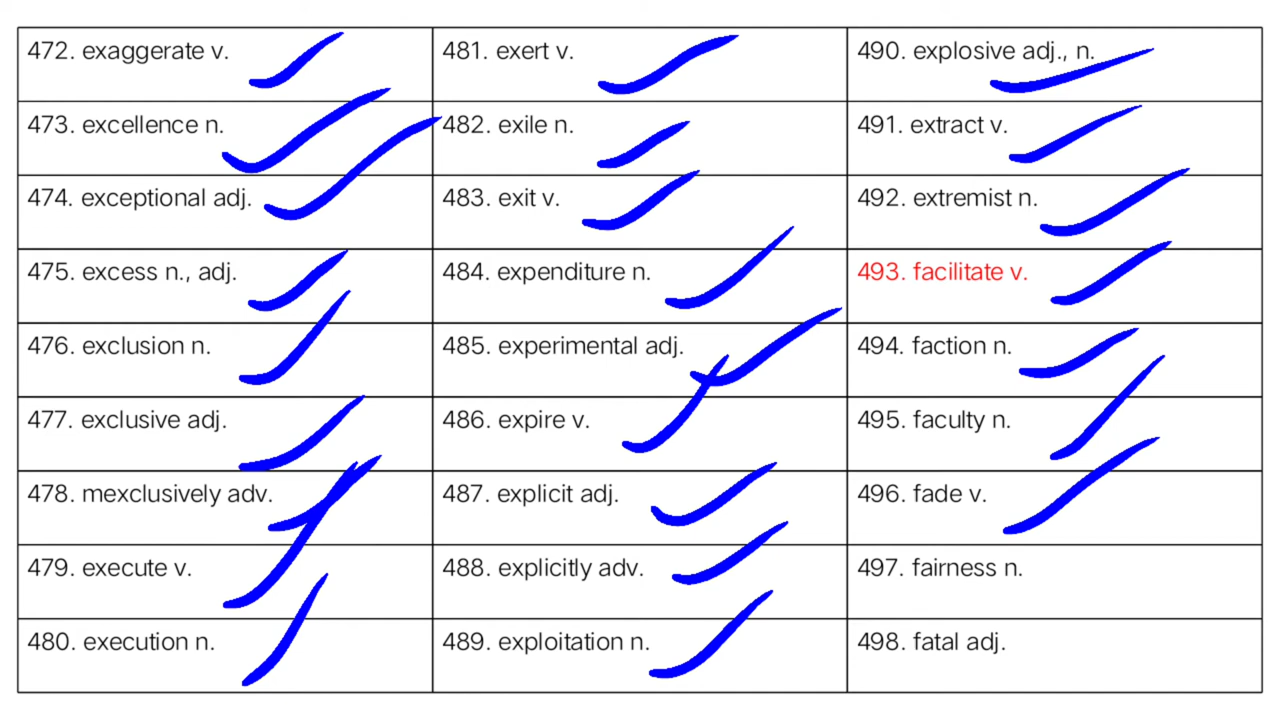 472. exaggerate v.
473. excellence n.
474. exceptional adj.
475. excess n., adj.
476. exclusion n.
477. exclusive adj.
478. mexclusively adv.
479. execute v.
480. execution n.
481. exert v.
482. exile n.
483. exit v.
484. expenditure n.
485. experimental adj.
486. expire v.
487. explicit adj.
488. explicitly adv.
489. exploitation n.
490. explosive adj., n.
491. extract v.
492. extremist n.
493. facilitate v.
494. faction n.
495. faculty n.
496. fade v.
497. fairness n.
498. fatal adj.